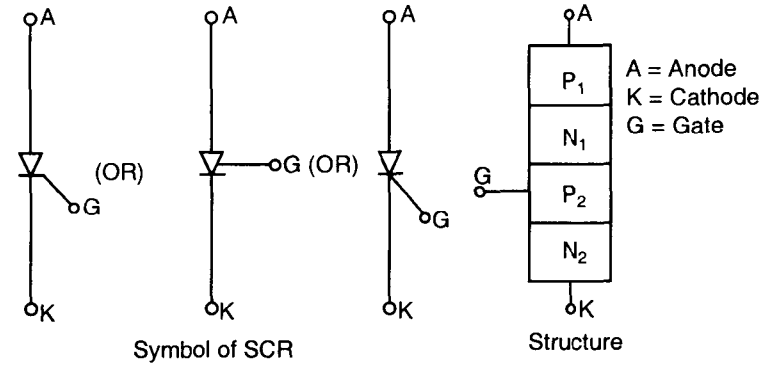 A
A
A
A
P1
A = Anode
K = Cathode
G = Gate
N1
(OR)
G (OR)
G
P2
G
G
N2
K
K
K
K
Symbol of SCR
Structure